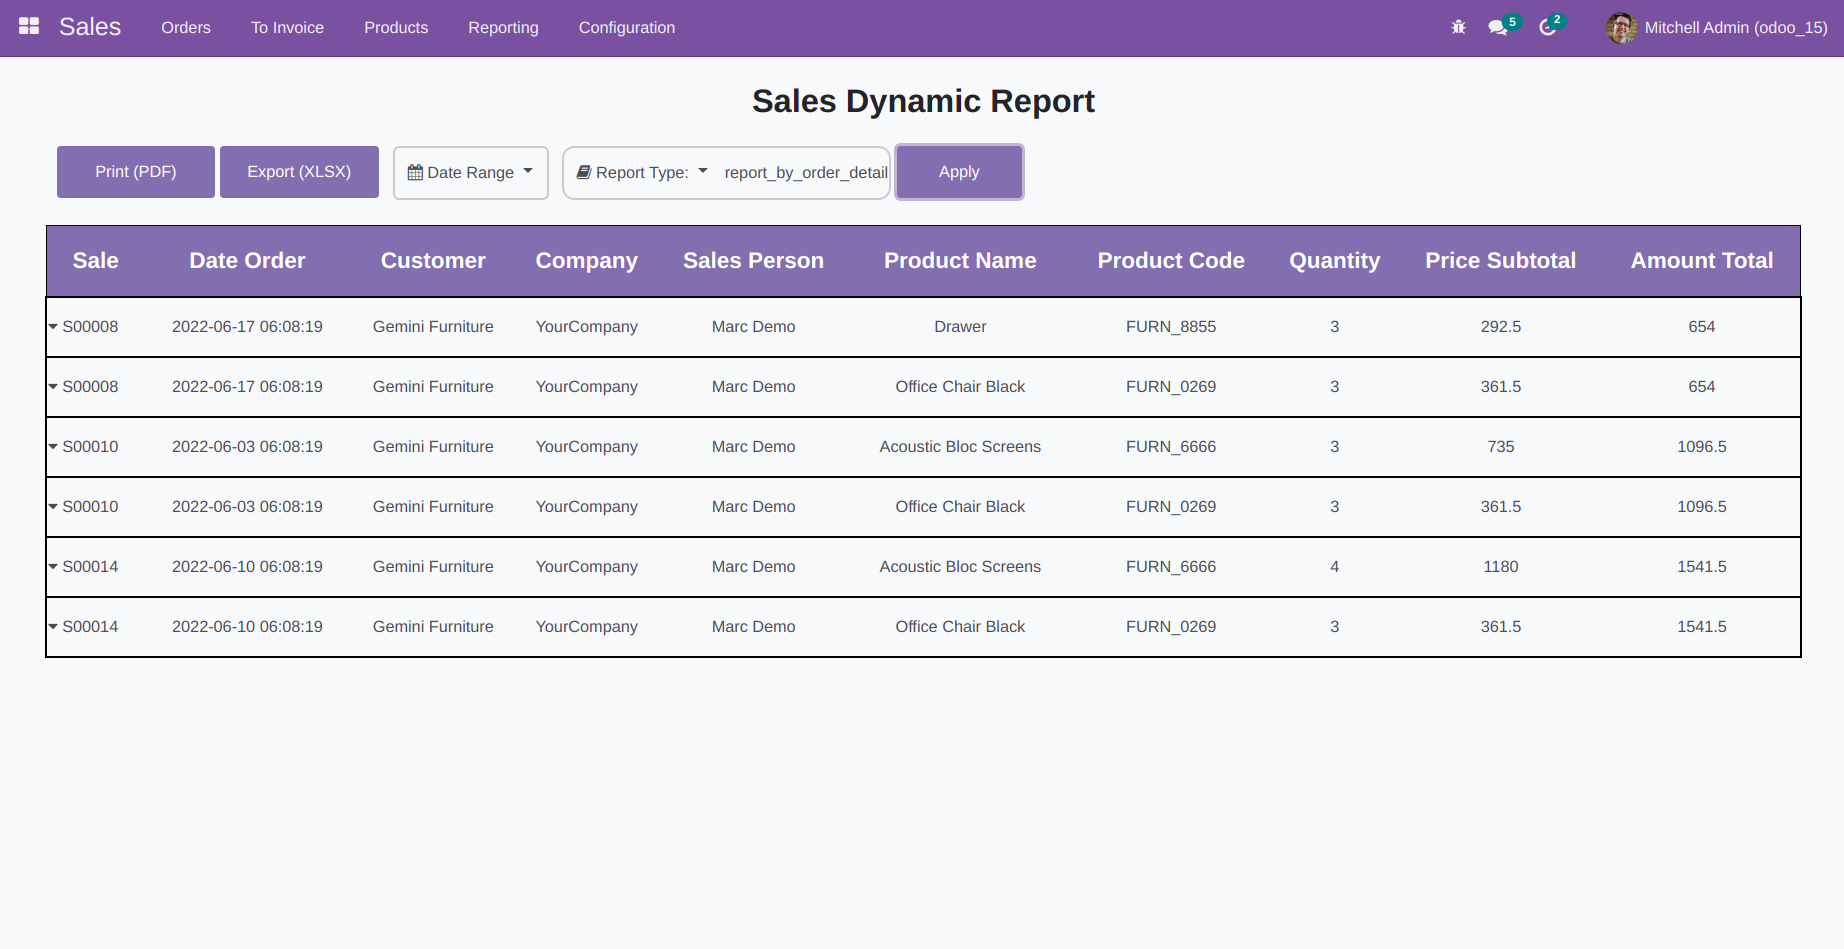 Sales Orders To Invoice Products Reporting Configuration 5 2 Mitchell Admin (odoo_15)
Sales Dynamic Report
Print (PDF) Export (XLSX) Date Range Report Type: report_by_order_detail Apply
Sale Date Order Customer Company Sales Person Product Name Product Code Quantity Price Subtotal Amount Total
S00008 2022-06-17 06:08:19 Gemini Furniture YourCompany Marc Demo Drawer FURN_8855 3 292.5 654
S00008 2022-06-17 06:08:19 Gemini Furniture YourCompany Marc Demo Office Chair Black FURN_0269 3 361.5 654
S00010 2022-06-03 06:08:19 Gemini Furniture YourCompany Marc Demo Acoustic Bloc Screens FURN_6666 3 735 1096.5
S00010 2022-06-03 06:08:19 Gemini Furniture YourCompany Marc Demo Office Chair Black FURN_0269 3 361.5 1096.5
S00014 2022-06-10 06:08:19 Gemini Furniture YourCompany Marc Demo Acoustic Bloc Screens FURN_6666 4 1180 1541.5
S00014 2022-06-10 06:08:19 Gemini Furniture YourCompany Marc Demo Office Chair Black FURN_0269 3 361.5 1541.5